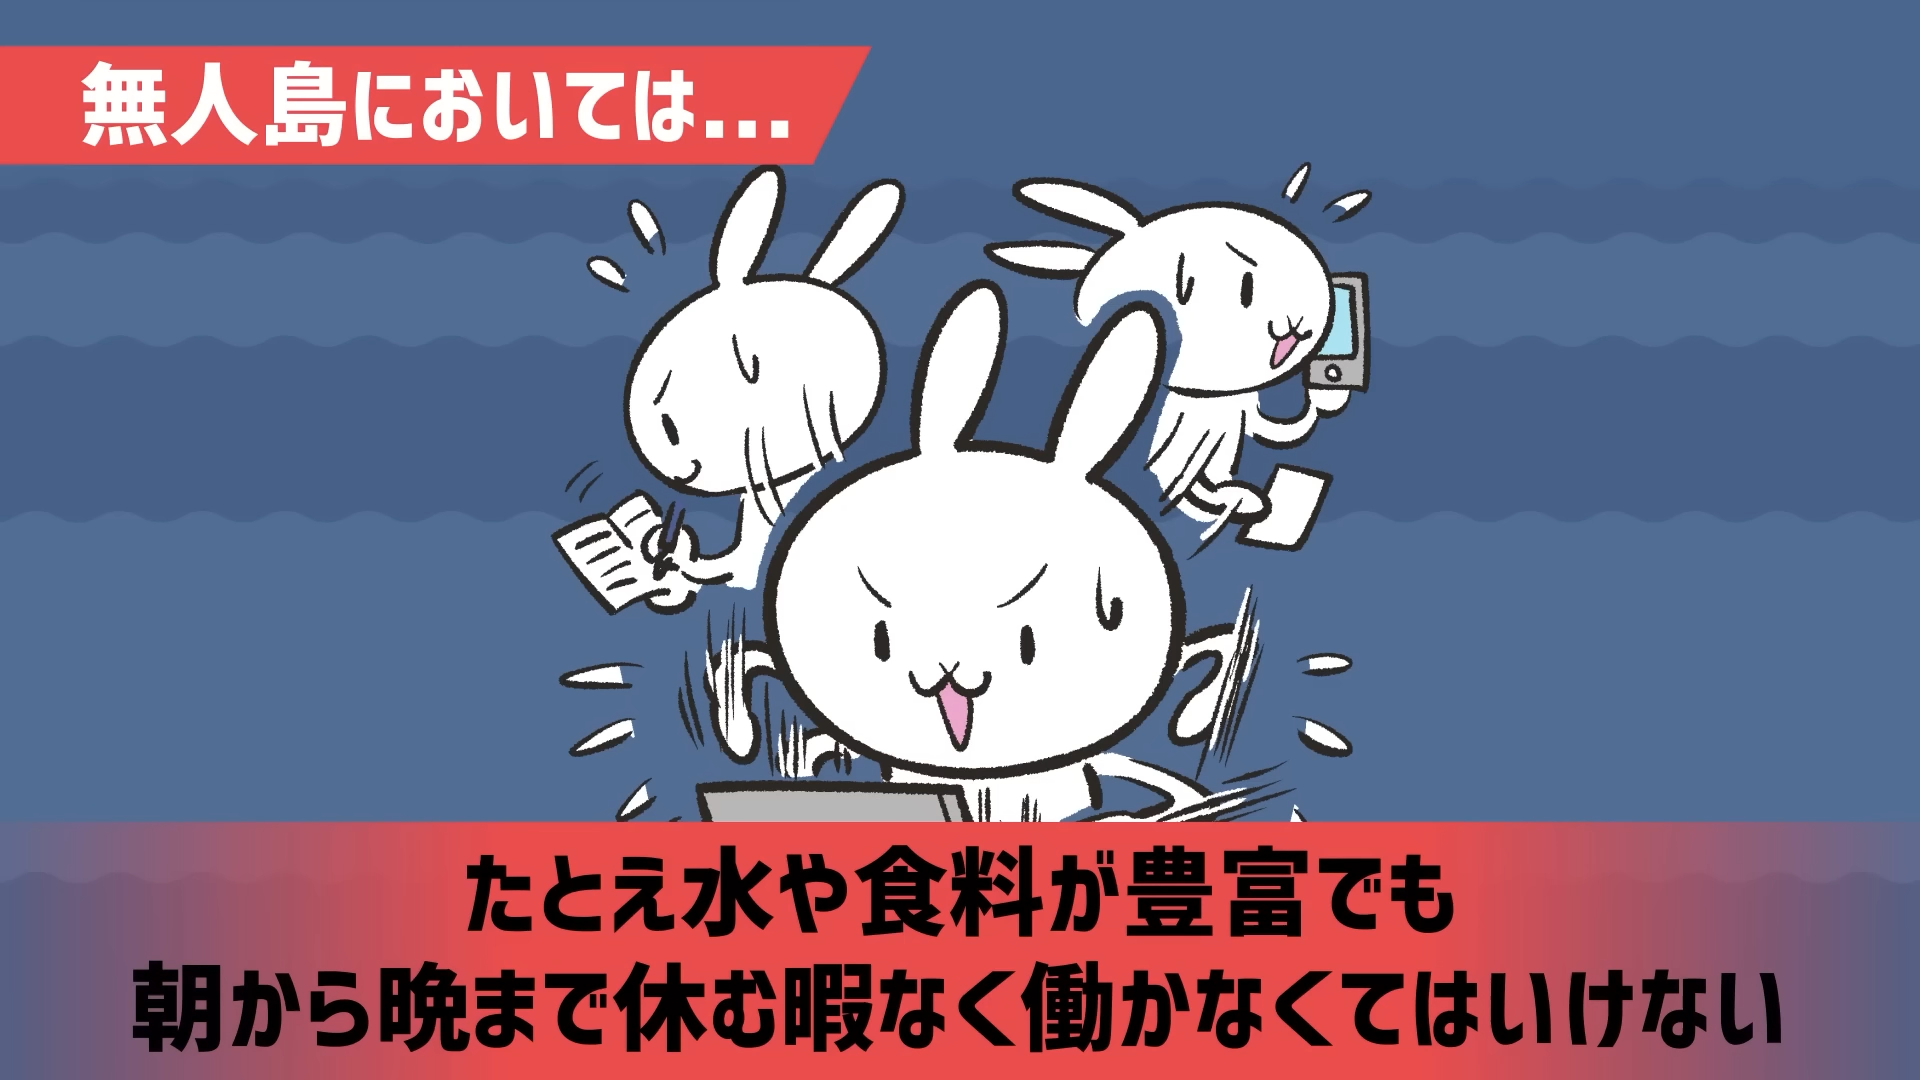 無人島においては...
たとえ水や食料が豊富でも
朝から晩まで休む暇なく働かなくてはいけない